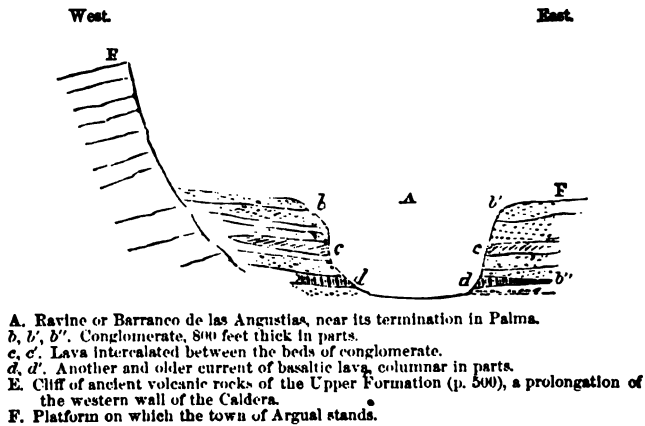 West.
East.
E
b
A
b'
F
c
c
d
d
b"
A. Ravine or Barranco de las Angustias, near its termination in Palma.
b, b', b". Conglomerate, 800 feet thick in parts.
c, c'. Lava intercalated between the beds of conglomerate.
d, d'. Another and older current of basaltic lava, columnar in parts.
E. Cliff of ancient volcanic rocks of the Upper Formation (p. 500), a prolongation of
the western wall of the Caldera.
F. Platform on which the town of Argual stands.